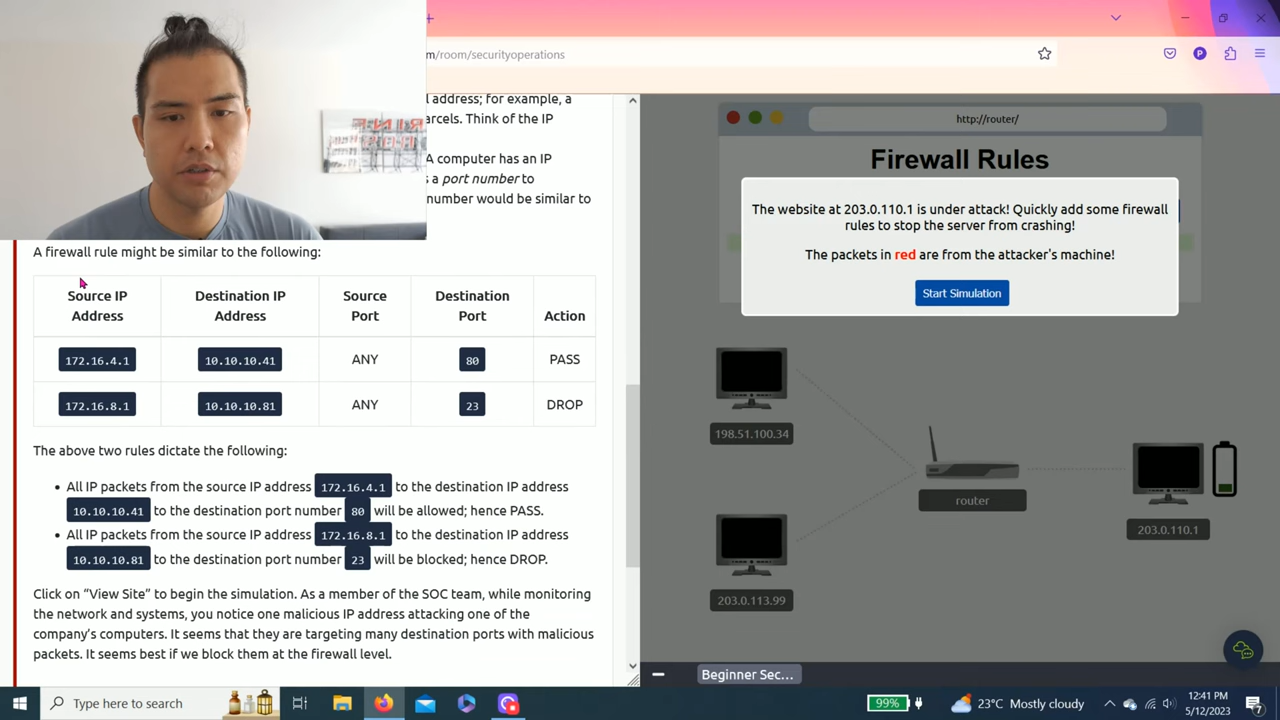 m/room/securityoperations
l address; for example, a
arcels. Think of the IP
A computer has an IP
s a port number to
number would be similar to
A firewall rule might be similar to the following:
Source IP Address Destination IP Address Source Port Destination Port Action
172.16.4.1 10.10.10.41 ANY 80 PASS
172.16.8.1 10.10.10.81 ANY 23 DROP
The above two rules dictate the following:
• All IP packets from the source IP address 172.16.4.1 to the destination IP address
10.10.10.41 to the destination port number 80 will be allowed; hence PASS.
• All IP packets from the source IP address 172.16.8.1 to the destination IP address
10.10.10.81 to the destination port number 23 will be blocked; hence DROP.
Click on “View Site” to begin the simulation. As a member of the SOC team, while monitoring
the network and systems, you notice one malicious IP address attacking one of the
company’s computers. It seems that they are targeting many destination ports with malicious
packets. It seems best if we block them at the firewall level.
http://router/
Firewall Rules
The website at 203.0.110.1 is under attack! Quickly add some firewall
rules to stop the server from crashing!
The packets in red are from the attacker's machine!
Start Simulation
198.51.100.34
router
203.0.110.1
203.0.113.99
Beginner Sec...
P
Type here to search
99%
23°C Mostly cloudy
12:41 PM
5/12/2023
7